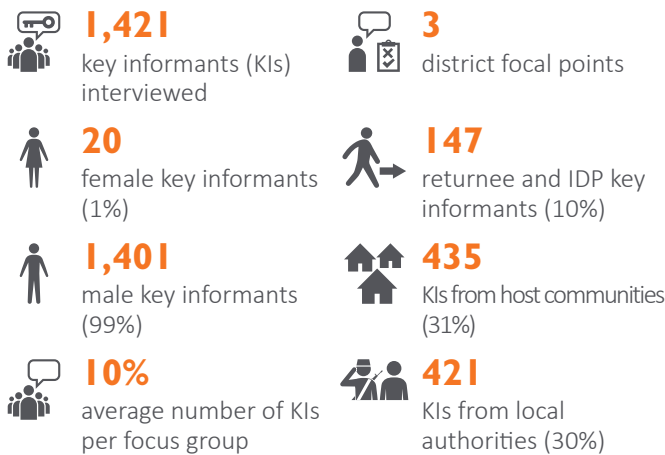 1,421
key informants (KIs)
interviewed
3
district focal points
20
female key informants
(1%)
147
returnee and IDP key
informants (10%)
1,401
male key informants
(99%)
435
KIs from host communities
(31%)
10%
average number of KIs
per focus group
421
KIs from local
authorities (30%)